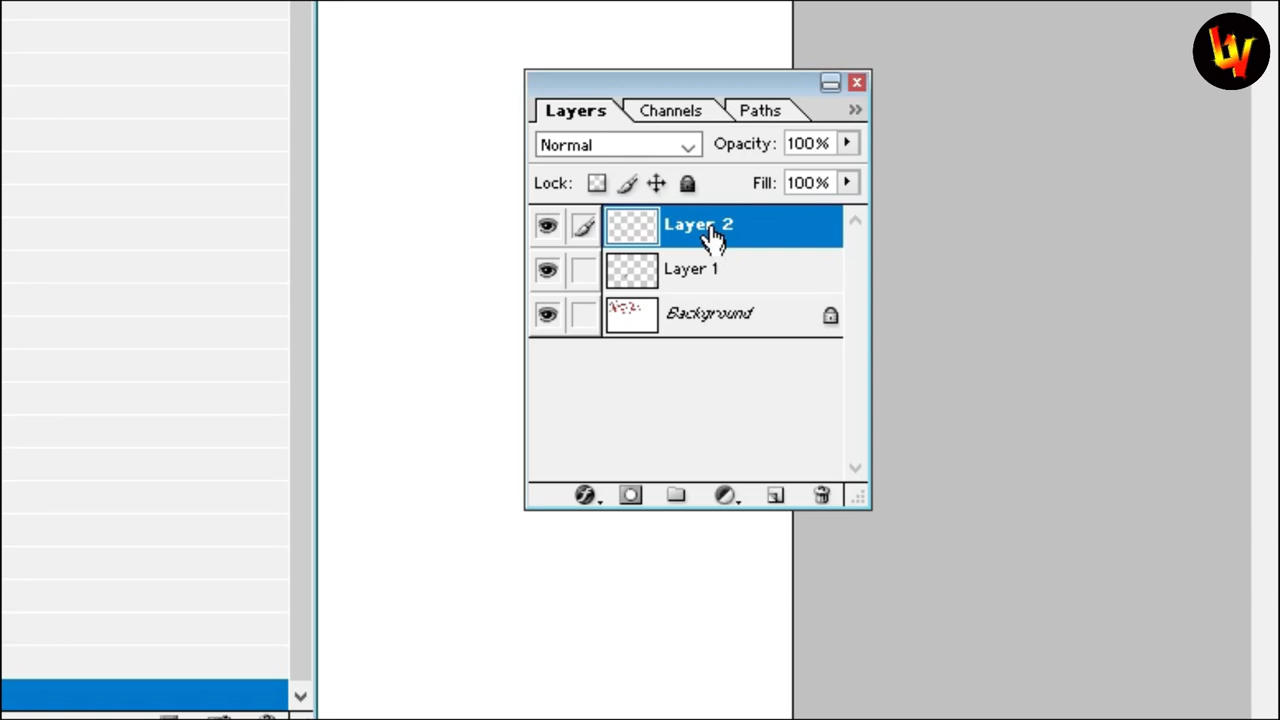 Layers Channels Paths
Normal Opacity: 100%
Lock: Fill: 100%
Layer 2
Layer 1
Background